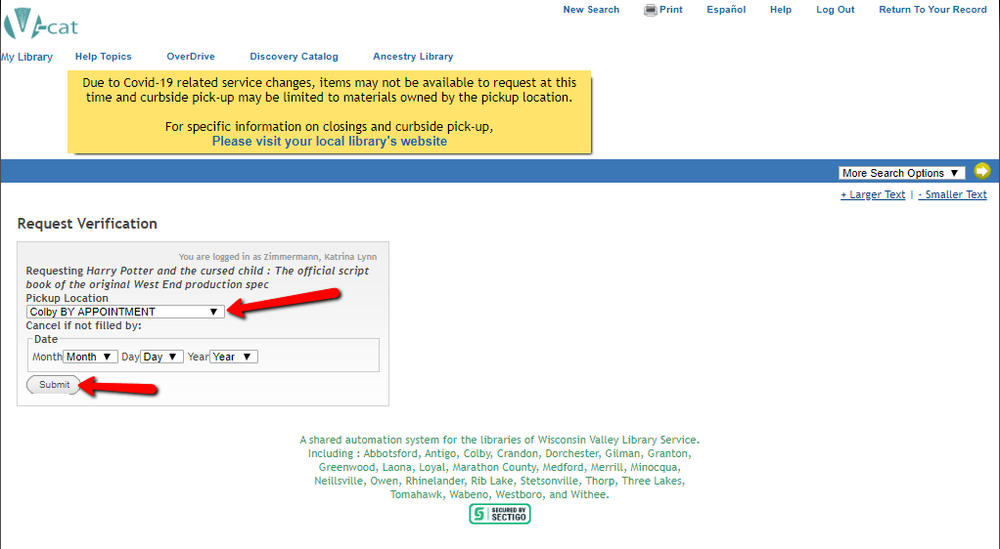 New Search Print Español Help Log Out Return To Your Record
V-cat
My Library Help Topics OverDrive Discovery Catalog Ancestry Library
Due to Covid-19 related service changes, items may not be available to request at this
time and curbside pick-up may be limited to materials owned by the pickup location.
For specific information on closings and curbside pick-up,
Please visit your local library's website
More Search Options ▼
+ Larger Text | - Smaller Text
Request Verification
You are logged in as Zimmermann, Katrina Lynn
Requesting Harry Potter and the cursed child : The official script
book of the original West End production spec
Pickup Location
Colby BY APPOINTMENT ▼
Cancel if not filled by:
Date
Month Month ▼ Day Day ▼ Year Year ▼
Submit
A shared automation system for the libraries of Wisconsin Valley Library Service.
Including : Abbotsford, Antigo, Colby, Crandon, Dorchester, Gilman, Granton,
Greenwood, Laona, Loyal, Marathon County, Medford, Merrill, Minocqua,
Neillsville, Owen, Rhinelander, Rib Lake, Stetsonville, Thorp, Three Lakes,
Tomahawk, Wabeno, Westboro, and Withee.
S SECURED BY
SECTIGO